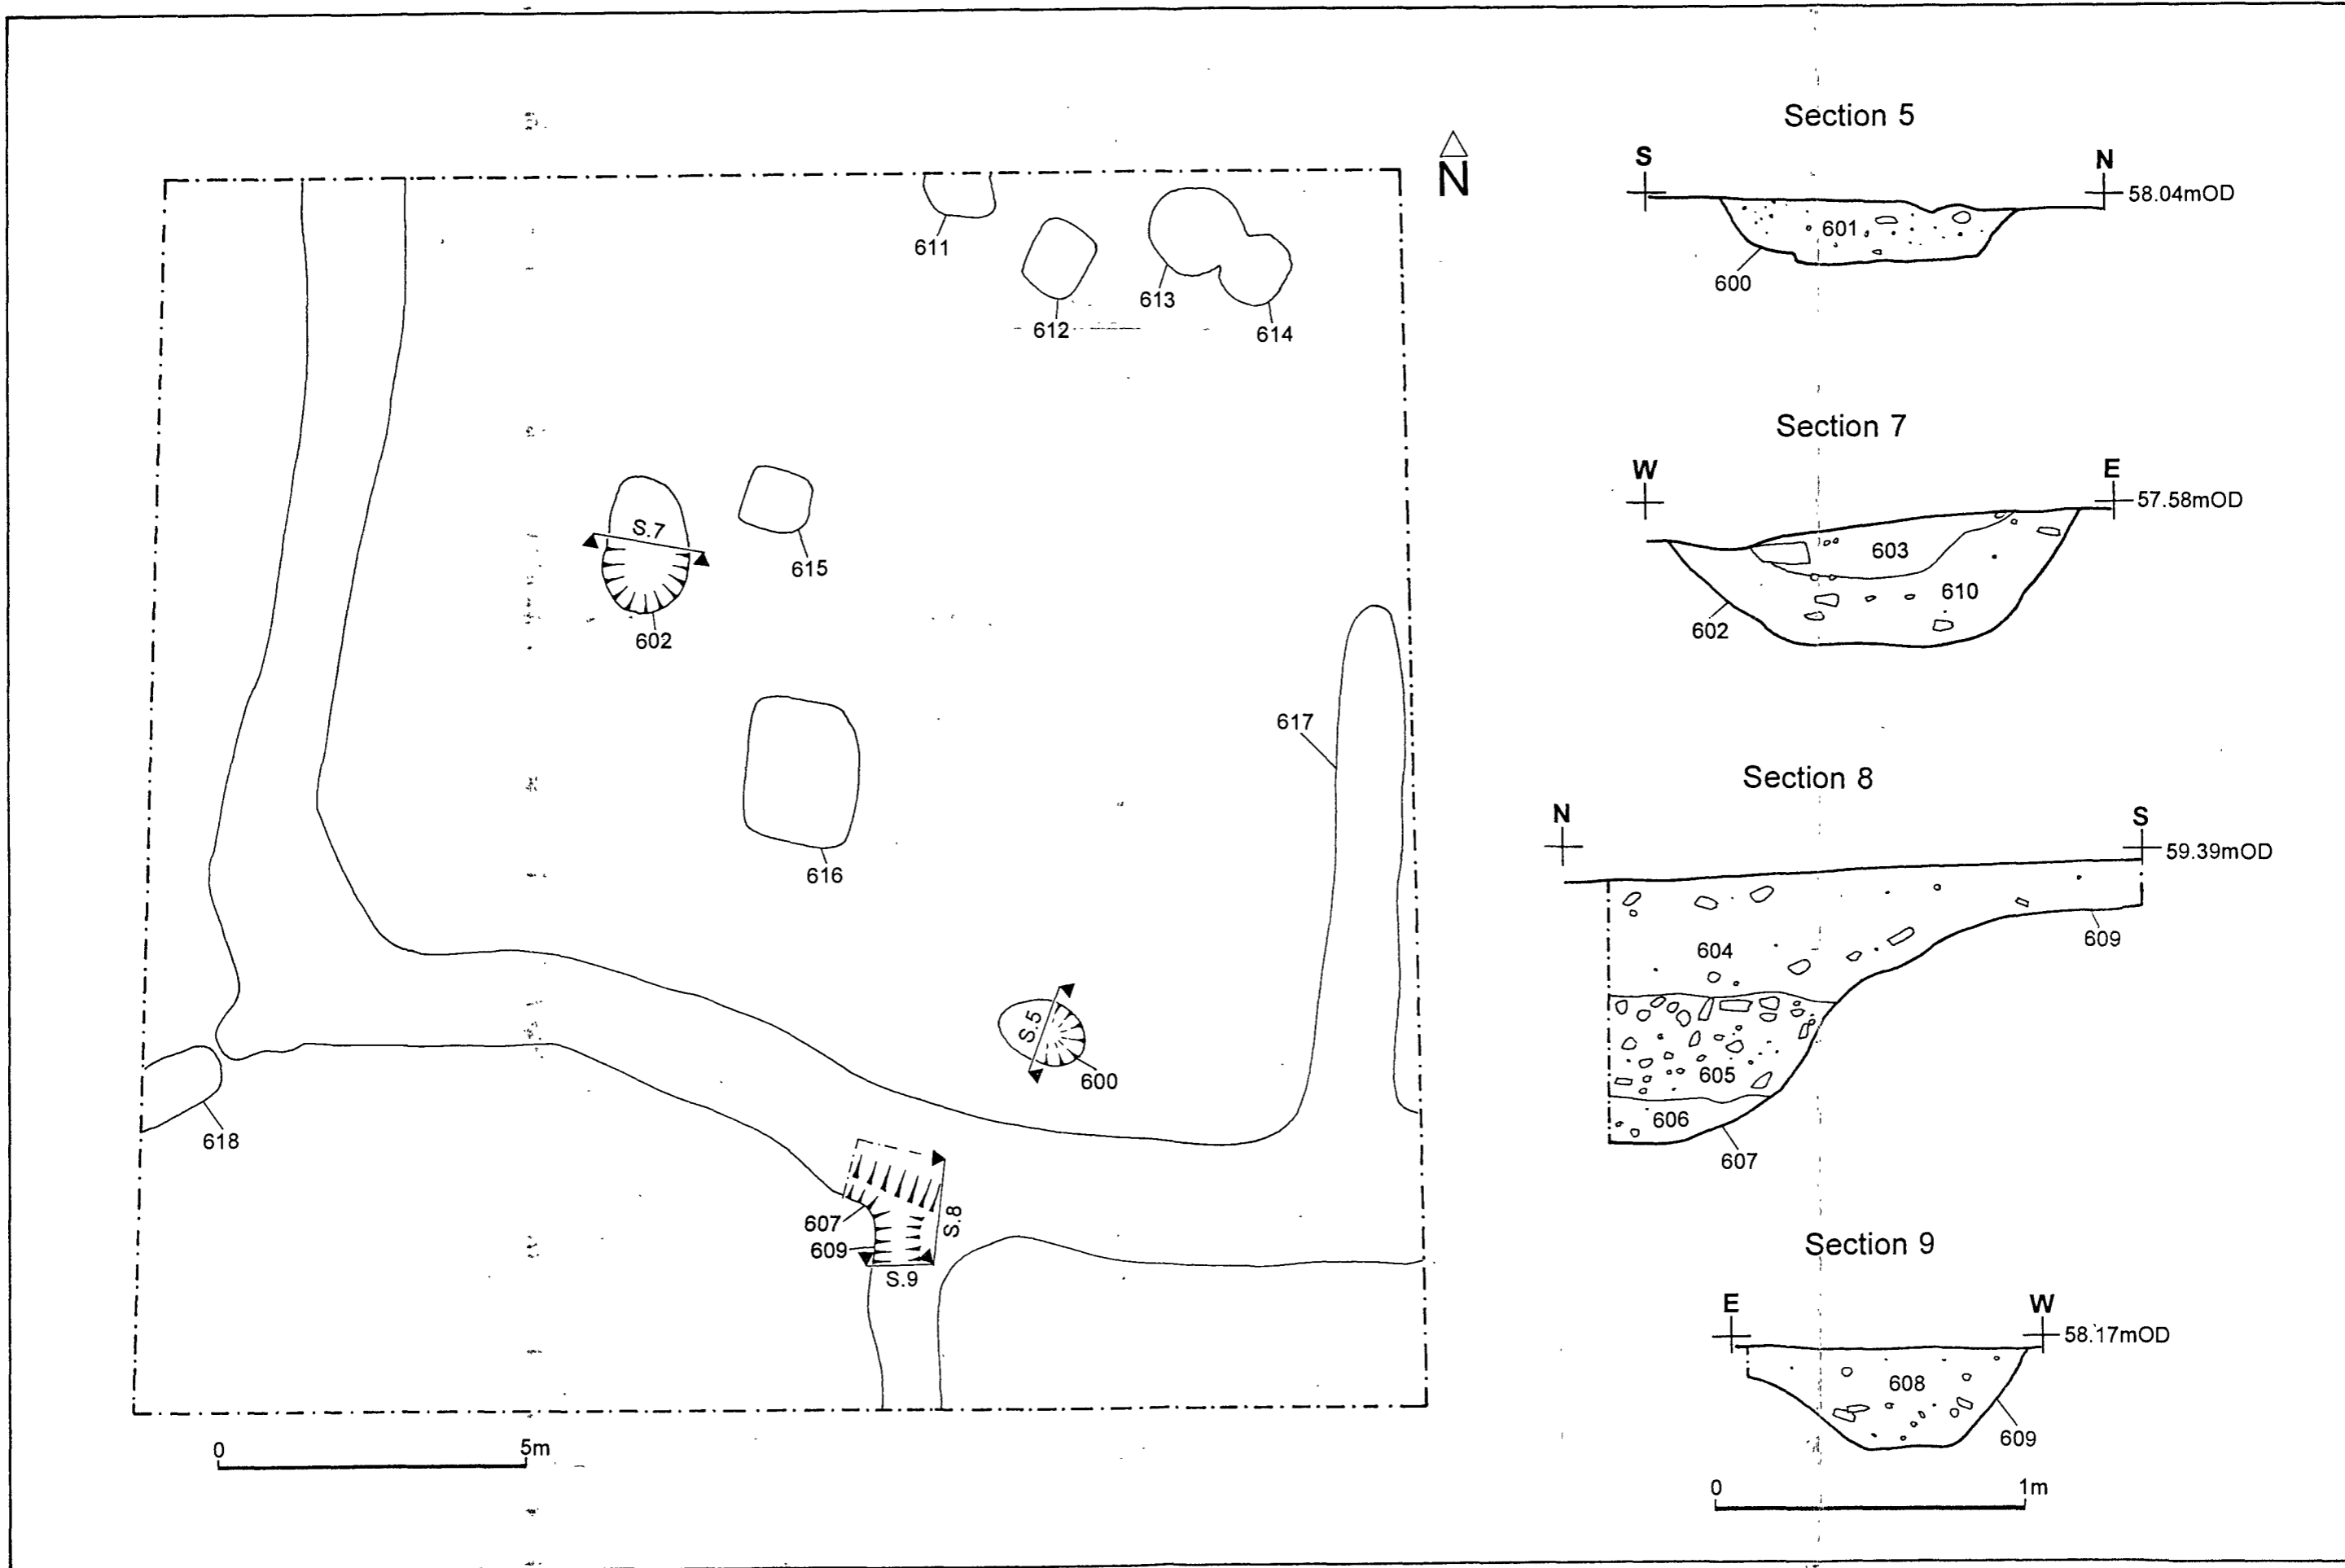 N
611
612
613
614
S.7
615
602
617
616
S.5
600
618
607
609
S.8
S.9
0 5m
Section 5
S N
58.04mOD
601
600
Section 7
W E
57.58mOD
603
610
602
Section 8
N S
59.39mOD
604
609
605
606
607
Section 9
E W
58.17mOD
608
609
0 1m